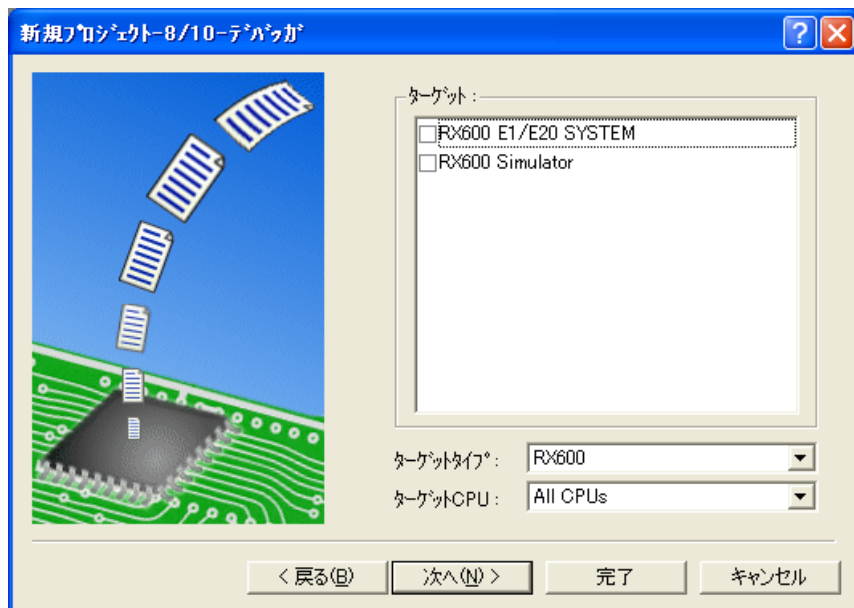 新規ﾌﾟﾛｼﾞｪｸﾄ-8/10-ﾃﾞﾊﾞｯｶﾞ
ﾀｰｹﾞｯﾄ :
RX600 E1/E20 SYSTEM
RX600 Simulator
ﾀｰｹﾞｯﾄﾀｲﾌﾟ :
RX600
ﾀｰｹﾞｯﾄCPU :
All CPUs
< 戻る(B)
次へ(N) >
完了
キャンセル